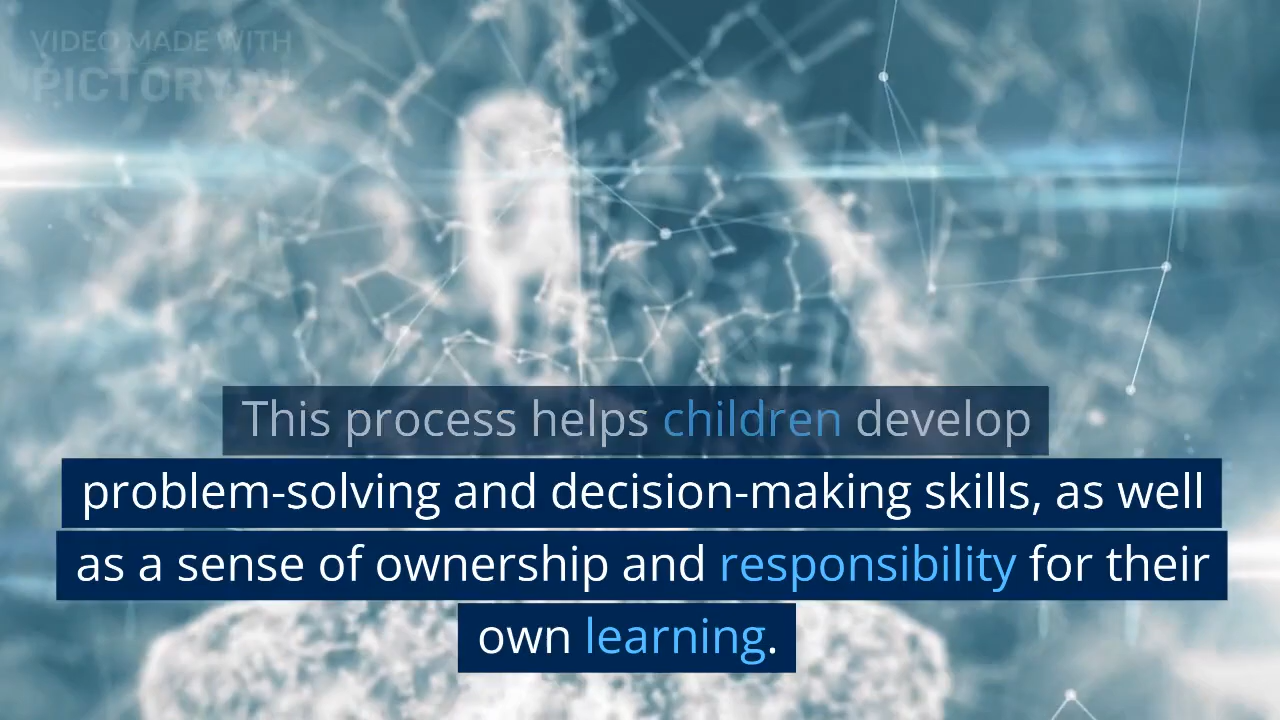 VIDEO MADE WITH
PICTORY.AI
This process helps children develop
problem-solving and decision-making skills, as well
as a sense of ownership and responsibility for their
own learning.